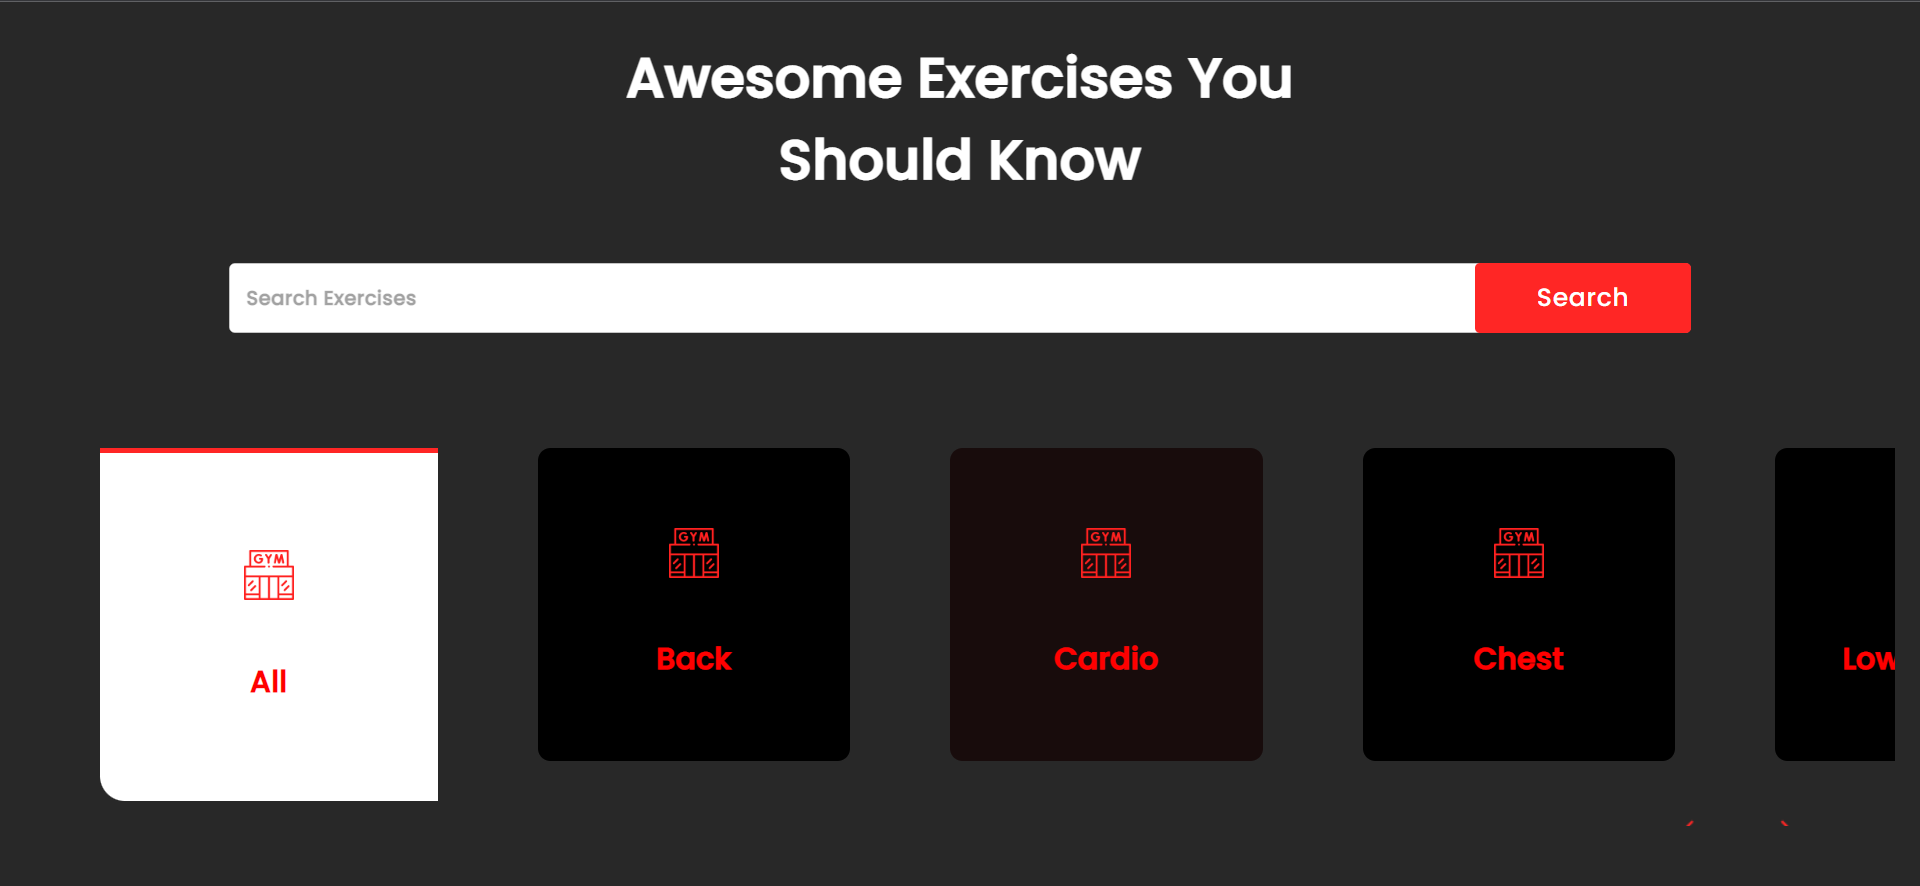 Awesome Exercises You
Should Know
Search Exercises
Search
GYM
GYM
GYM
GYM
All
Back
Cardio
Chest
Low